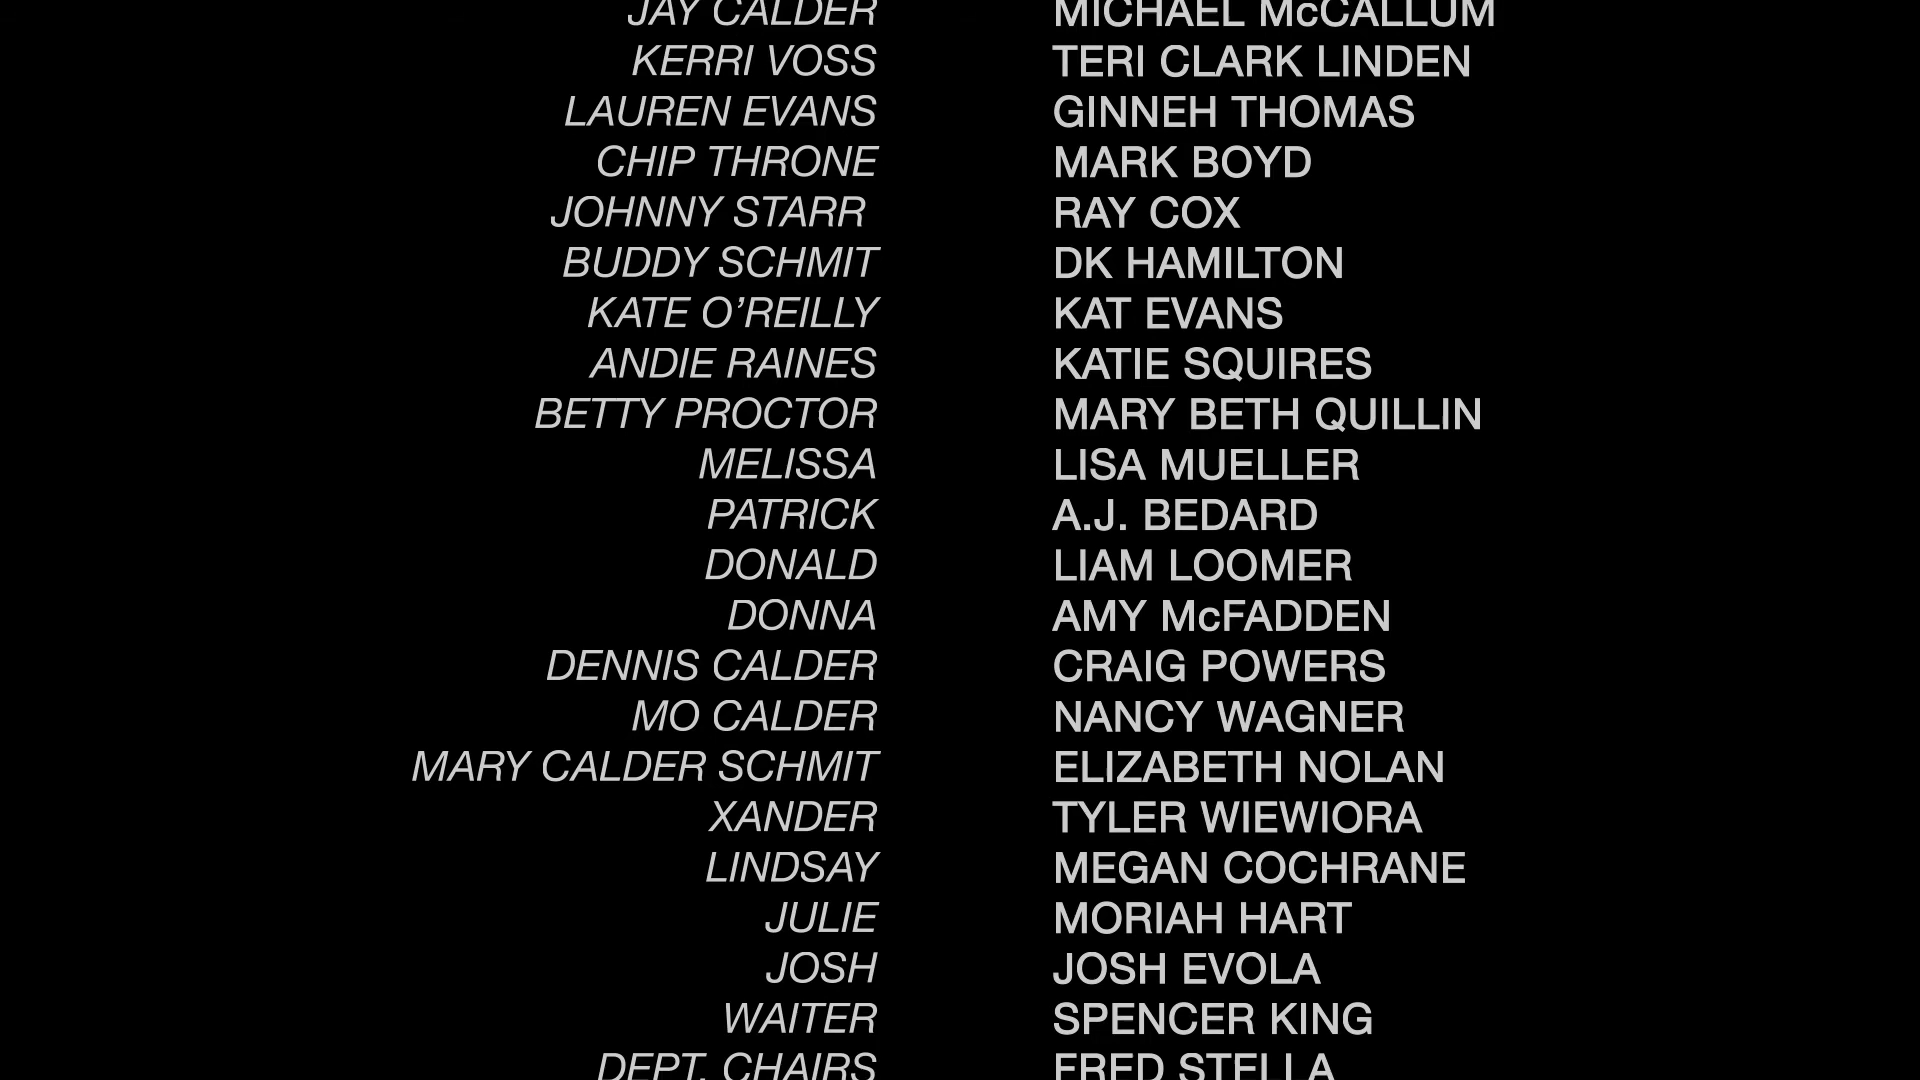 JAY CALDER MICHAEL McCALLUM
KERRI VOSS TERI CLARK LINDEN
LAUREN EVANS GINNEH THOMAS
CHIP THRONE MARK BOYD
JOHNNY STARR RAY COX
BUDDY SCHMIT DK HAMILTON
KATE O’REILLY KAT EVANS
ANDIE RAINES KATIE SQUIRES
BETTY PROCTOR MARY BETH QUILLIN
MELISSA LISA MUELLER
PATRICK A.J. BEDARD
DONALD LIAM LOOMER
DONNA AMY McFADDEN
DENNIS CALDER CRAIG POWERS
MO CALDER NANCY WAGNER
MARY CALDER SCHMIT ELIZABETH NOLAN
XANDER TYLER WIEWIORA
LINDSAY MEGAN COCHRANE
JULIE MORIAH HART
JOSH JOSH EVOLA
WAITER SPENCER KING
DEPT. CHAIRS FRED STELLA